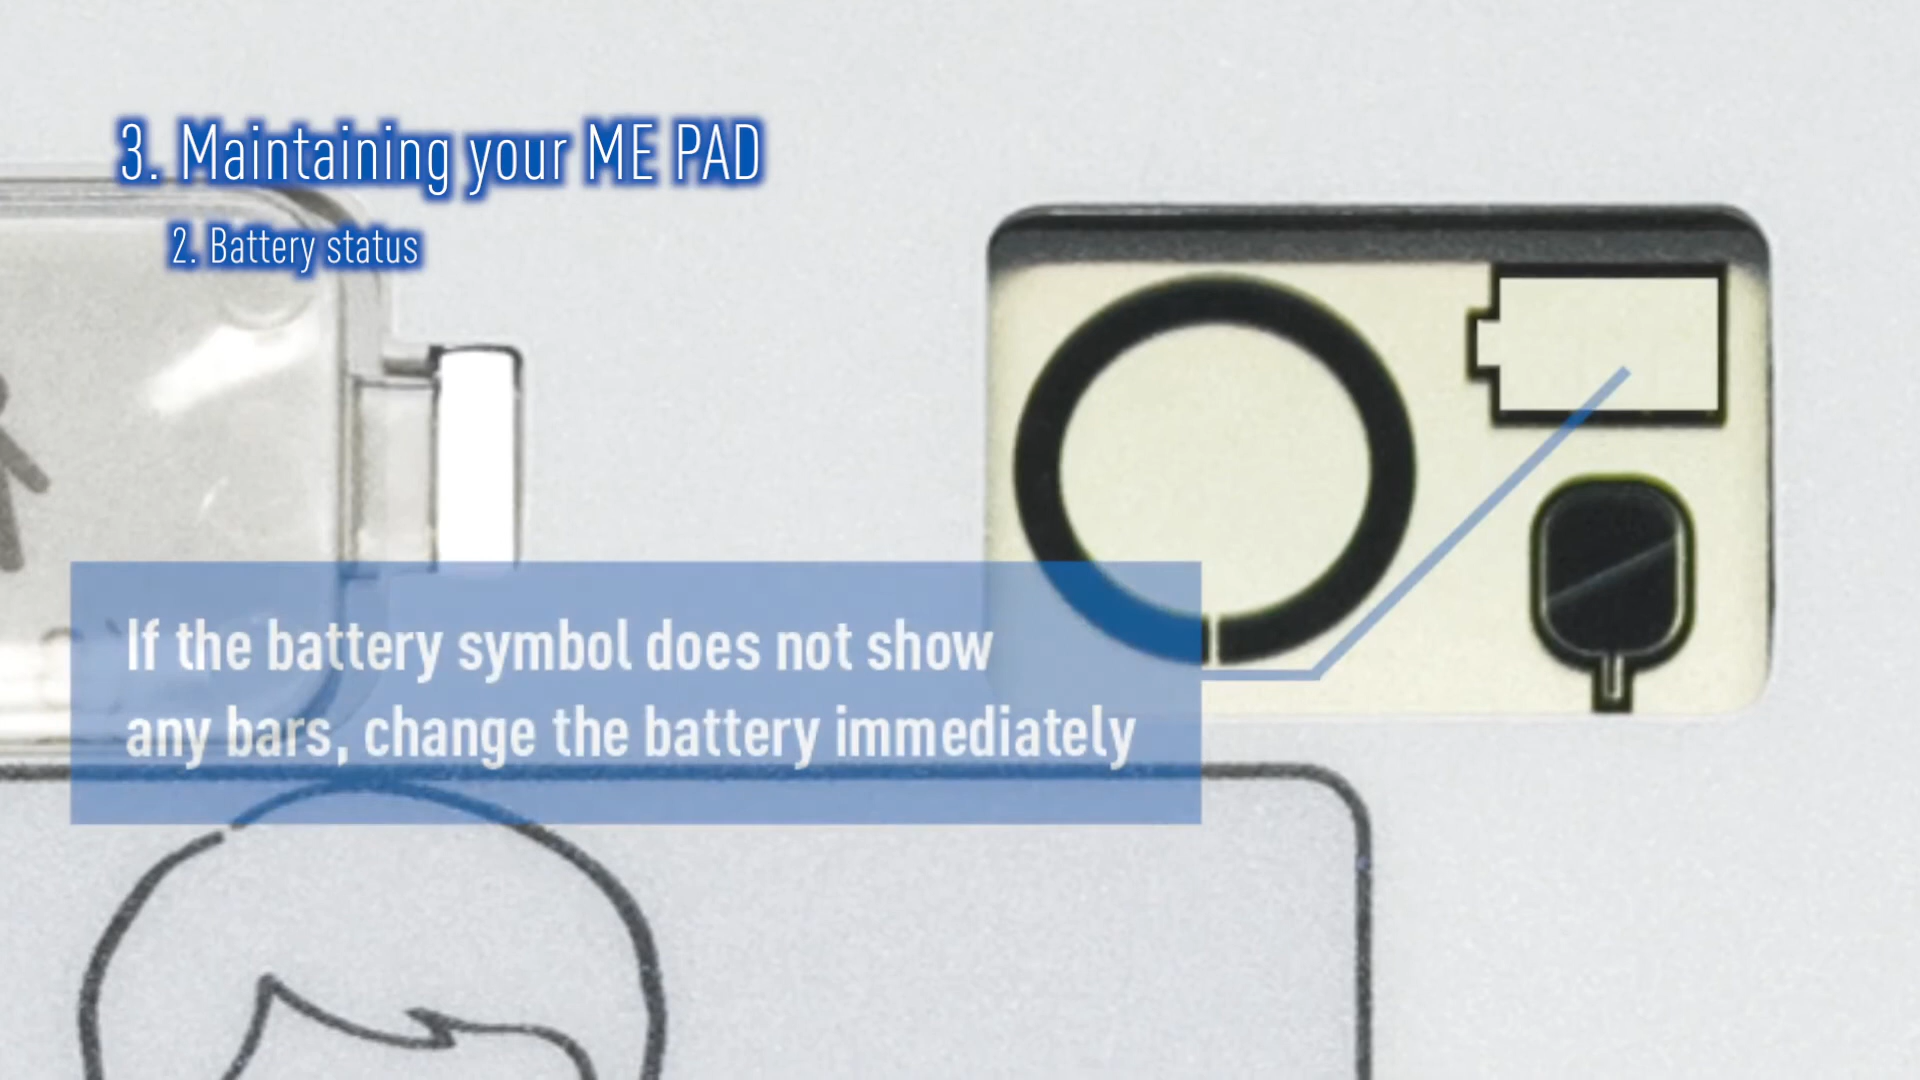 3. Maintaining your ME PAD
2. Battery status
If the battery symbol does not show
any bars, change the battery immediately